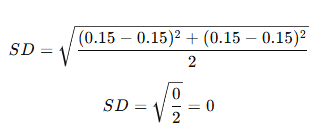 SD = √(((0.15 − 0.15)² + (0.15 − 0.15)²) / 2)
SD = √(0 / 2) = 0